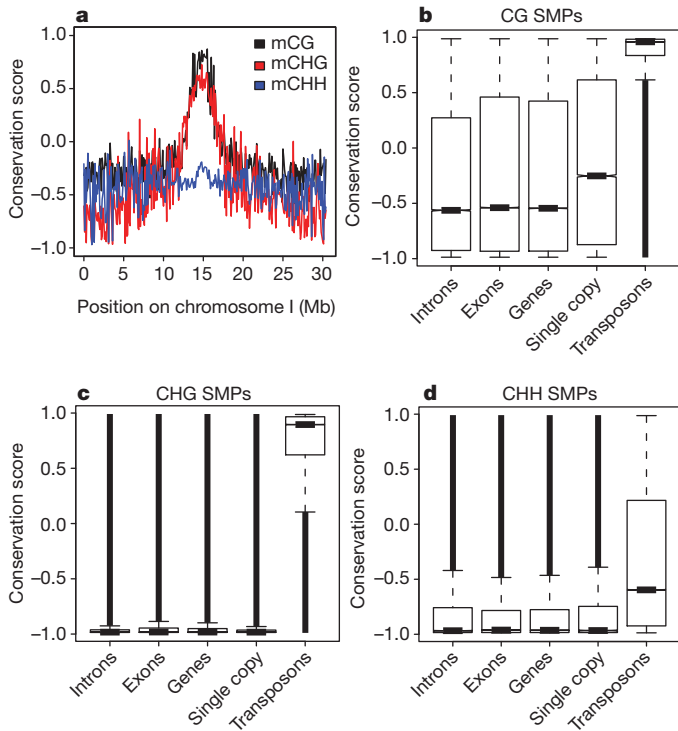 a
mCG
mCHG
mCHH
Conservation score
1.0
0.5
0.0
−0.5
−1.0
0 5 10 15 20 25 30
Position on chromosome I (Mb)
b CG SMPs
Conservation score
1.0
0.5
0.0
−0.5
−1.0
Introns
Exons
Genes
Single copy
Transposons
c CHG SMPs
Conservation score
1.0
0.5
0.0
−0.5
−1.0
Introns
Exons
Genes
Single copy
Transposons
d CHH SMPs
Conservation score
1.0
0.5
0.0
−0.5
−1.0
Introns
Exons
Genes
Single copy
Transposons